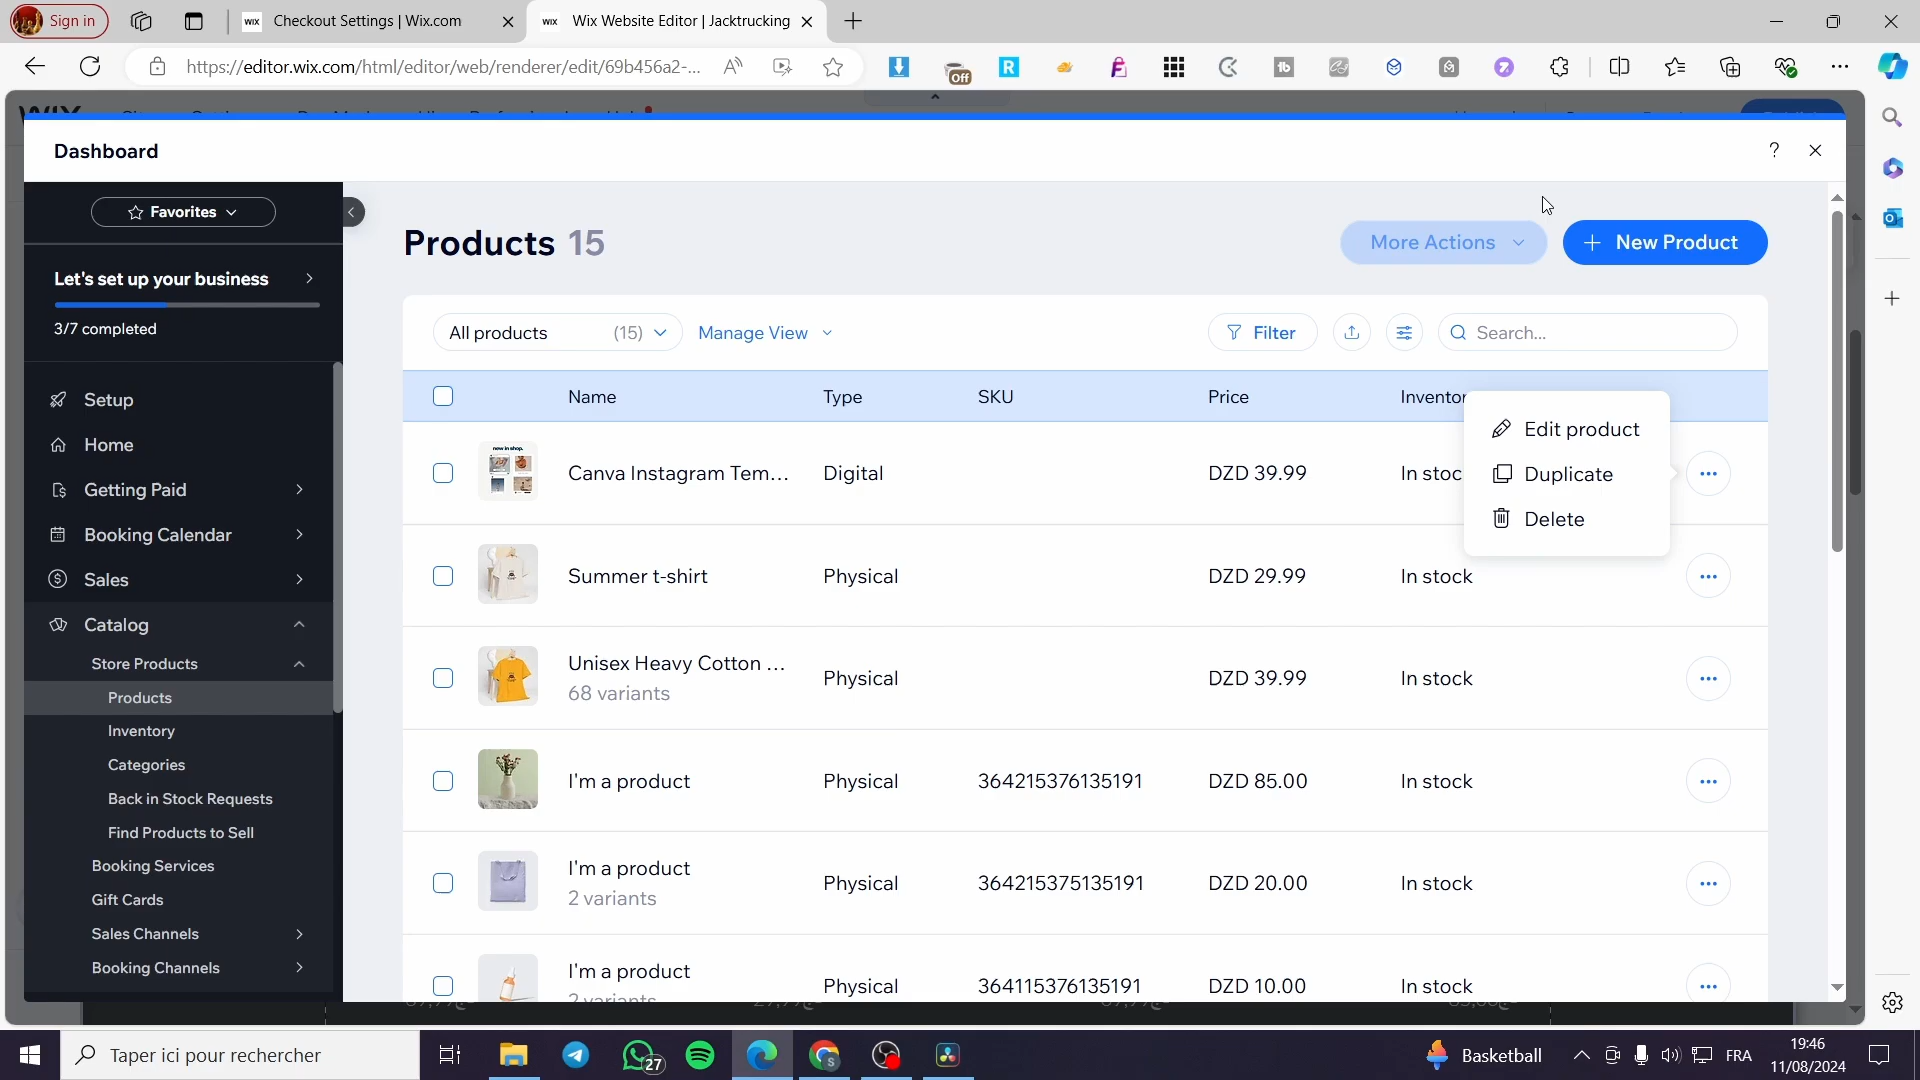 Sign in
WIX Checkout Settings | Wix.com
WIX Wix Website Editor | Jacktrucking
https://editor.wix.com/html/editor/web/renderer/edit/69b456a2-...
Off
Dashboard
?
Favorites
Let's set up your business
3/7 completed
Setup
Home
Getting Paid
Booking Calendar
Sales
Catalog
Store Products
Products
Inventory
Categories
Back in Stock Requests
Find Products to Sell
Booking Services
Gift Cards
Sales Channels
Booking Channels
Products 15
More Actions
New Product
All products (15)
Manage View
Filter
Search...
Name Type SKU Price Inventor
Canva Instagram Tem... Digital DZD 39.99 In stoc
Edit product
Duplicate
Delete
Summer t-shirt Physical DZD 29.99 In stock
Unisex Heavy Cotton ...
68 variants
Physical DZD 39.99 In stock
I'm a product Physical 364215376135191 DZD 85.00 In stock
I'm a product
2 variants
Physical 364215375135191 DZD 20.00 In stock
I'm a product
2 variants
Physical 364115376135191 DZD 10.00 In stock
Taper ici pour rechercher
27
Basketball
FRA
19:46
11/08/2024